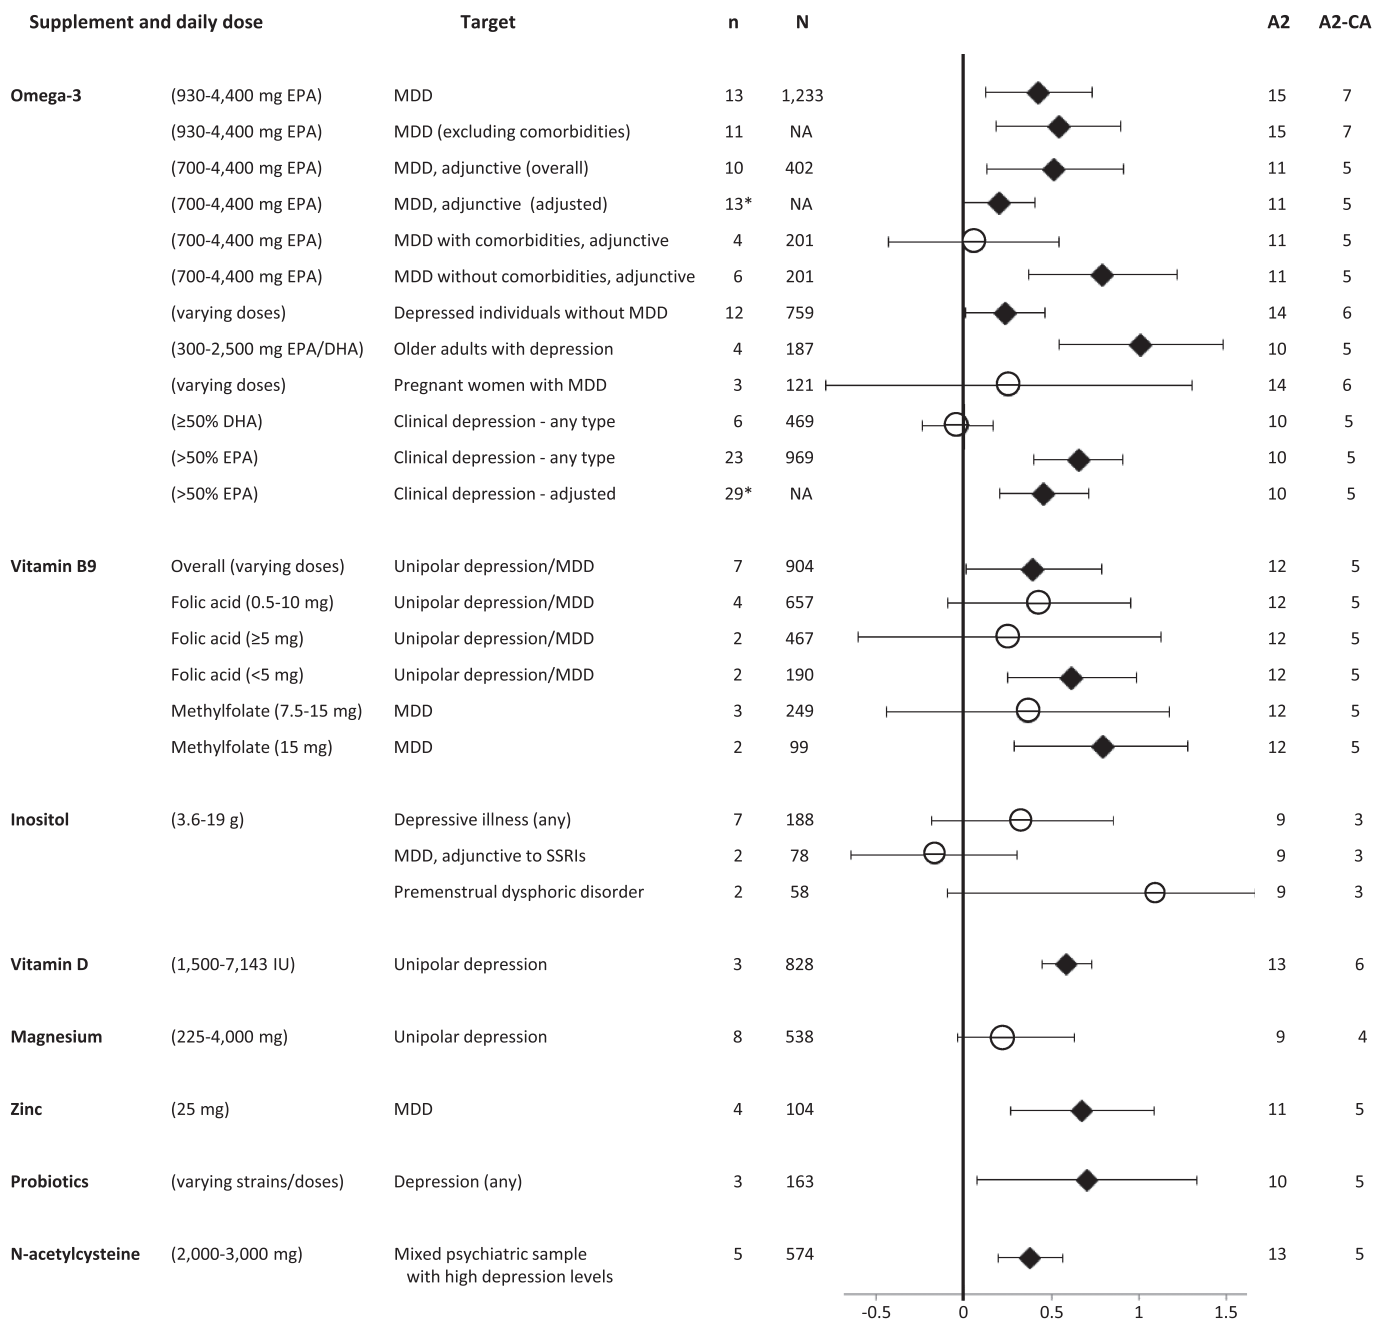 Supplement and daily dose Target n N A2 A2-CA
Omega-3 (930-4,400 mg EPA) MDD 13 1,233 15 7
(930-4,400 mg EPA) MDD (excluding comorbidities) 11 NA 15 7
(700-4,400 mg EPA) MDD, adjunctive (overall) 10 402 11 5
(700-4,400 mg EPA) MDD, adjunctive (adjusted) 13* NA 11 5
(700-4,400 mg EPA) MDD with comorbidities, adjunctive 4 201 11 5
(700-4,400 mg EPA) MDD without comorbidities, adjunctive 6 201 11 5
(varying doses) Depressed individuals without MDD 12 759 14 6
(300-2,500 mg EPA/DHA) Older adults with depression 4 187 10 5
(varying doses) Pregnant women with MDD 3 121 14 6
(≥50% DHA) Clinical depression - any type 6 469 10 5
(>50% EPA) Clinical depression - any type 23 969 10 5
(>50% EPA) Clinical depression - adjusted 29* NA 10 5
Vitamin B9 Overall (varying doses) Unipolar depression/MDD 7 904 12 5
Folic acid (0.5-10 mg) Unipolar depression/MDD 4 657 12 5
Folic acid (≥5 mg) Unipolar depression/MDD 2 467 12 5
Folic acid (<5 mg) Unipolar depression/MDD 2 190 12 5
Methylfolate (7.5-15 mg) MDD 3 249 12 5
Methylfolate (15 mg) MDD 2 99 12 5
Inositol (3.6-19 g) Depressive illness (any) 7 188 9 3
MDD, adjunctive to SSRIs 2 78 9 3
Premenstrual dysphoric disorder 2 58 9 3
Vitamin D (1,500-7,143 IU) Unipolar depression 3 828 13 6
Magnesium (225-4,000 mg) Unipolar depression 8 538 9 4
Zinc (25 mg) MDD 4 104 11 5
Probiotics (varying strains/doses) Depression (any) 3 163 10 5
N-acetylcysteine (2,000-3,000 mg) Mixed psychiatric sample 5 574 13 5
with high depression levels
-0.5 0 0.5 1 1.5